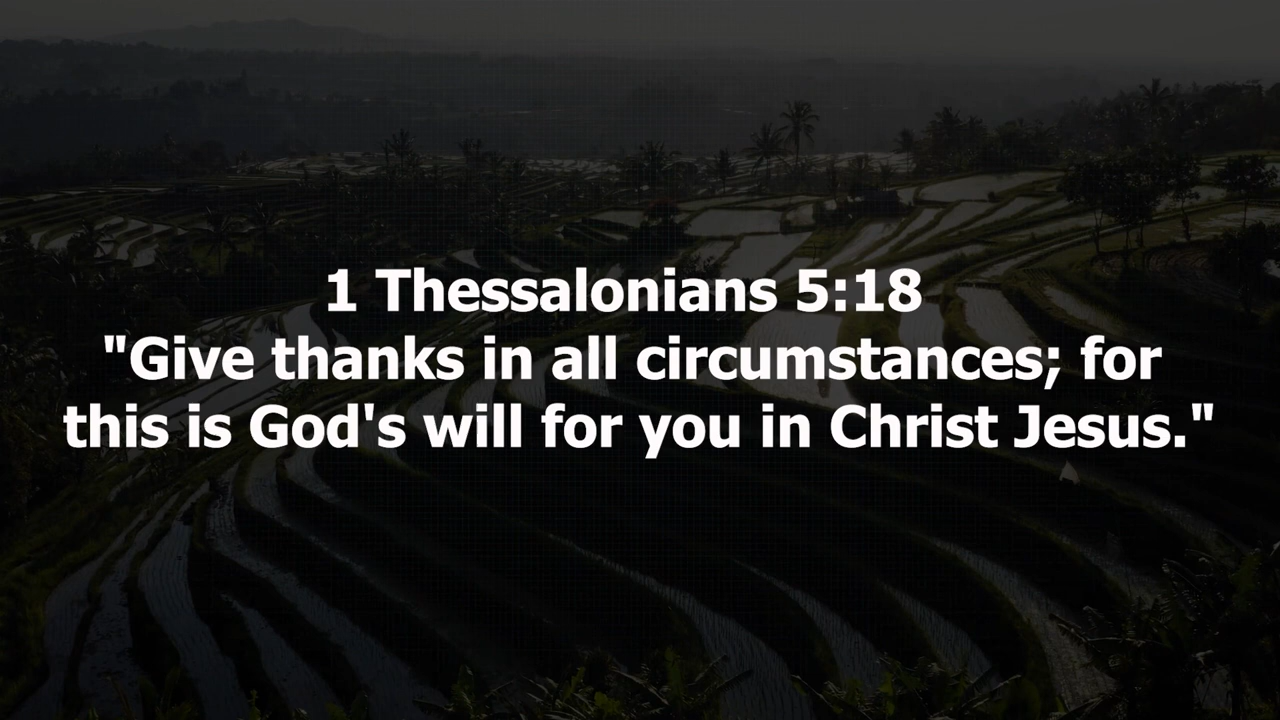 1 Thessalonians 5:18
"Give thanks in all circumstances; for
this is God's will for you in Christ Jesus."